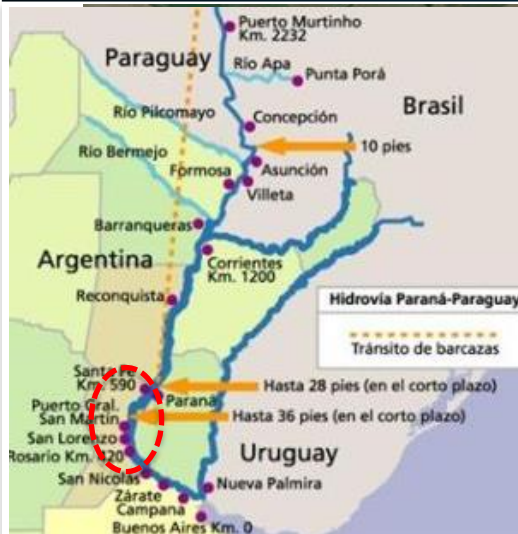 Puerto Murtinho
Km. 2232
Paraguay
Río Apa
Punta Porá
Brasil
Río Pilcomayo
Concepción
Río Bermejo
10 pies
Asunción
Formosa
Villeta
Barranqueras
Argentina
Corrientes
Km. 1200
Reconquista
Hidrovía Paraná-Paraguay
Tránsito de barcazas
Santa Fe
Km. 590
Hasta 28 pies (en el corto plazo)
Paraná
Puerto Gral.
San Martín
Hasta 36 pies (en el corto plazo)
San Lorenzo
Rosario Km. 420
Uruguay
San Nicolás
Nueva Palmira
Zárate
Campana
Buenos Aires Km. 0